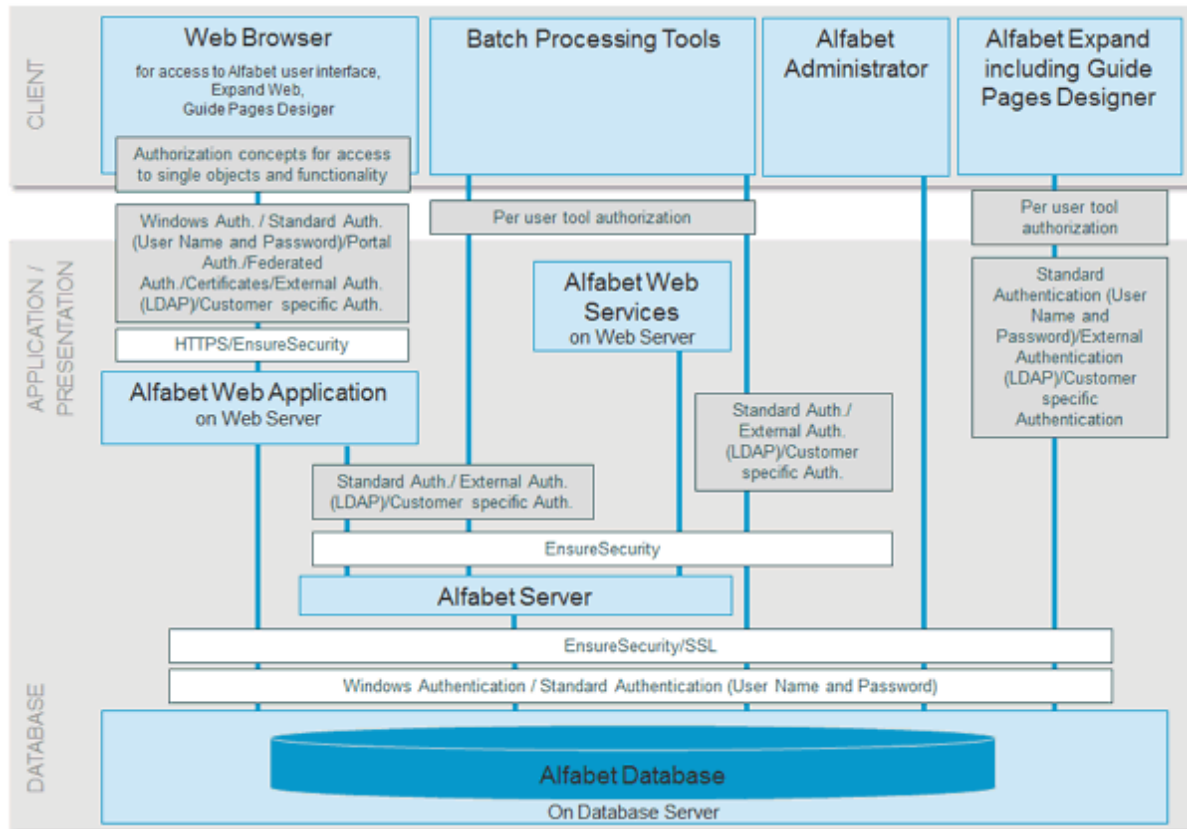 CLIENT
Web Browser
for access to Alfabet user interface,
Expand Web,
Guide Pages Desiger
Authorization concepts for access
to single objects and functionality
Batch Processing Tools
Alfabet
Administrator
Alfabet Expand
including Guide
Pages Designer
Per user tool authorization
Per user tool
authorization
APPLICATION /
PRESENTATION
Windows Auth. / Standard Auth.
(User Name and Password)/Portal
Auth./Federated
Auth./Certificates/External Auth.
(LDAP)/Customer specific Auth.
HTTPS/EnsureSecurity
Alfabet Web Application
on Web Server
Alfabet Web
Services
on Web Server
Standard
Authentication (User
Name and
Password)/External
Authentication
(LDAP)/Customer
specific
Authentication
Standard Auth./
External Auth.
(LDAP)/Customer
specific Auth.
Standard Auth./ External Auth.
(LDAP)/Customer specific Auth.
EnsureSecurity
Alfabet Server
EnsureSecurity/SSL
Windows Authentication / Standard Authentication (User Name and Password)
DATABASE
Alfabet Database
On Database Server